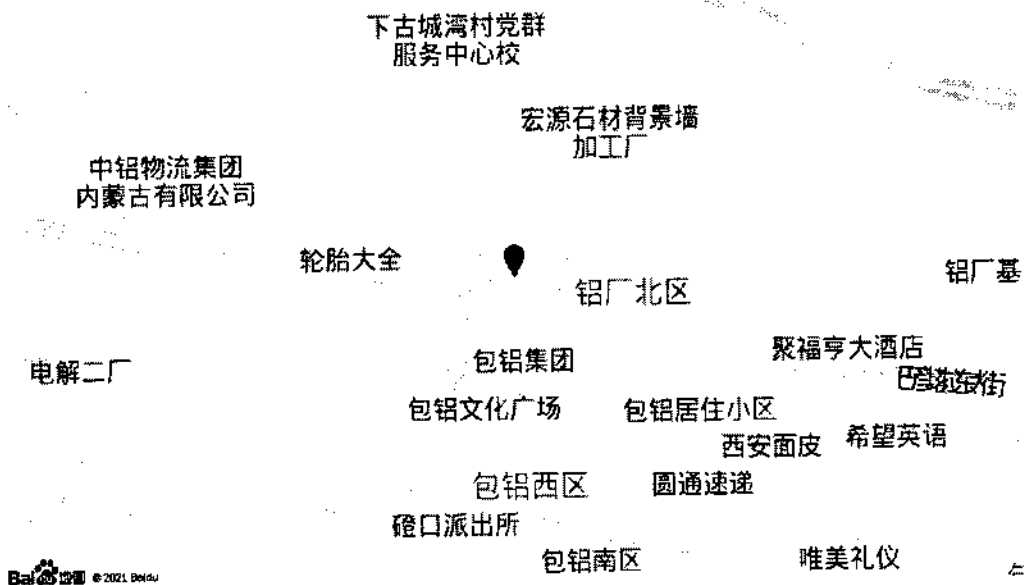 下古城湾村党群
服务中心校
宏源石材背景墙
加工厂
中铝物流集团
内蒙古有限公司
轮胎大全
铝厂北区
铝厂基
聚福亨大酒店
包铝集团
电解二厂
包铝文化广场
包铝居住小区
希望英语
西安面皮
包铝西区
圆通速递
磴口派出所
包铝南区
唯美礼仪
Bai 地图 © 2021 Baidu